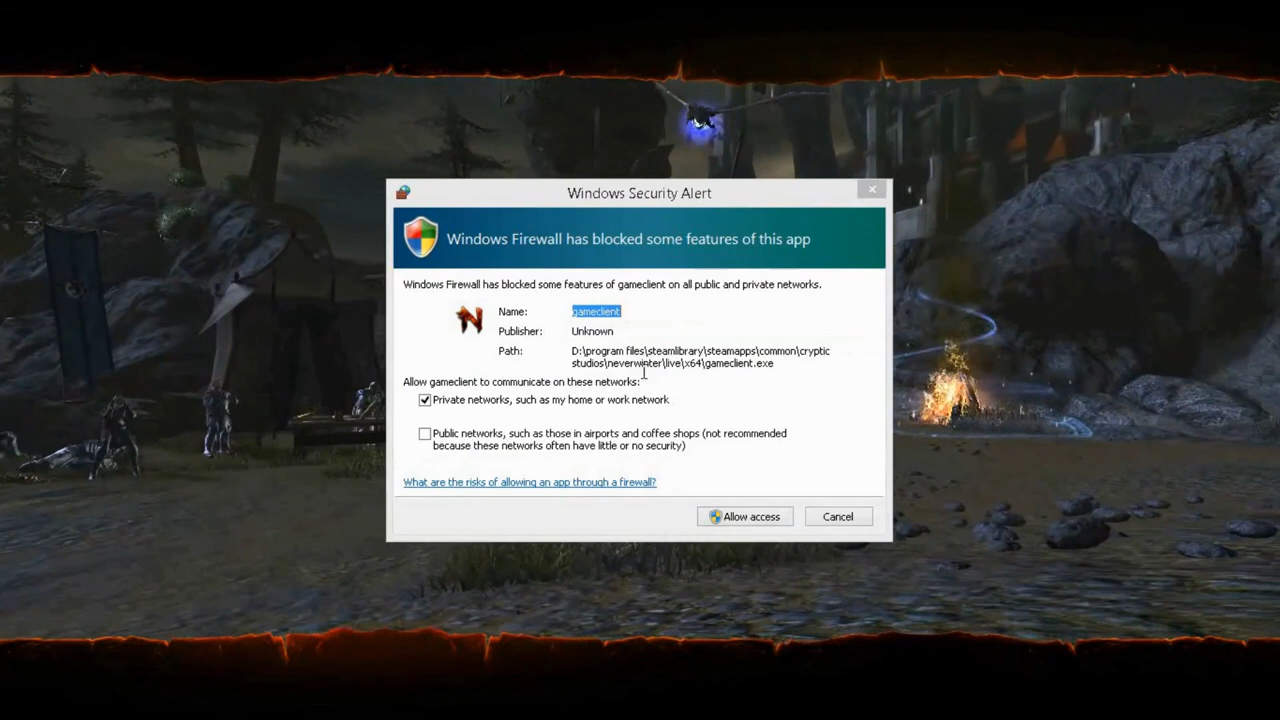 Windows Security Alert
Windows Firewall has blocked some features of this app
Windows Firewall has blocked some features of gameclient on all public and private networks.
Name: gameclient
Publisher: Unknown
Path: D:\program files\steamlibrary\steamapps\common\cryptic
studios\neverwinter\live\x64\gameclient.exe
Allow gameclient to communicate on these networks:
Private networks, such as my home or work network
Public networks, such as those in airports and coffee shops (not recommended
because these networks often have little or no security)
What are the risks of allowing an app through a firewall?
Allow access Cancel